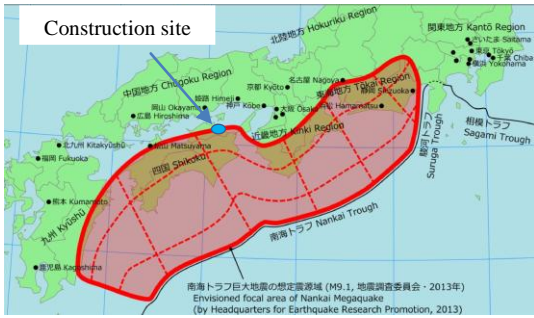 Construction site
北陸地方 Hokuriku Region
関東地方 Kantō Region
さいたま Saitama
東京 Tōkyō
千葉 Chiba
横浜 Yokohama
中国地方 Chūgoku Region
京都 Kyōto
名古屋 Nagoya
東海地方 Tōkai Region
静岡 Shizuoka
姫路 Himeji
岡山 Okayama
神戸 Kōbe
大阪 Ōsaka
浜松 Hamamatsu
広島 Hiroshima
近畿地方 Kinki Region
相模トラフ
Sagami Trough
駿河トラフ
Suruga Trough
北九州 Kitakyūshū
松山 Matsuyama
福岡 Fukuoka
四国 Shikoku
熊本 Kumamoto
九州 Kyūshū
南海トラフ Nankai Trough
鹿児島 Kagoshima
南海トラフ巨大地震の想定震源域 (M9.1, 地震調査委員会・2013年)
Envisioned focal area of Nankai Megaquake
(by Headquarters for Earthquake Research Promotion, 2013)